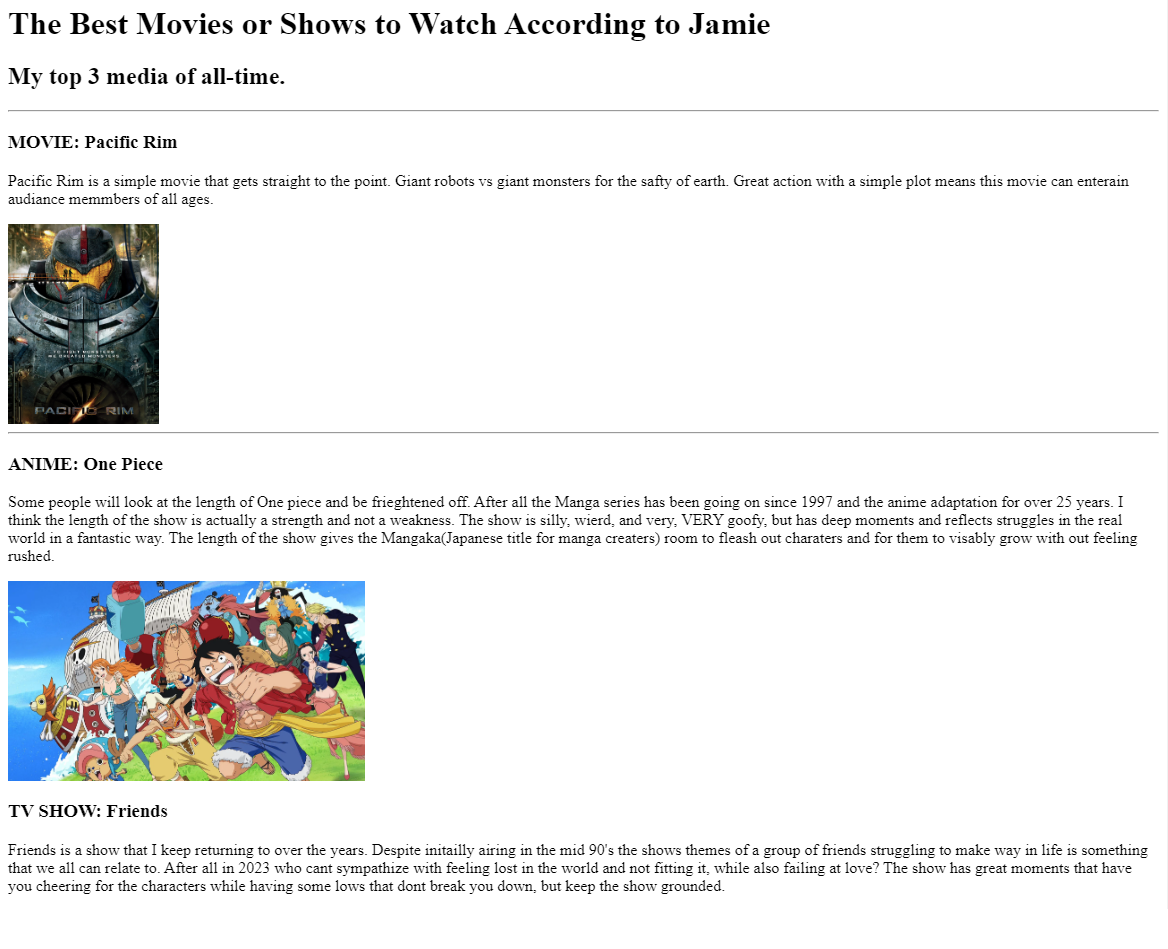 The Best Movies or Shows to Watch According to Jamie
My top 3 media of all-time.
MOVIE: Pacific Rim
Pacific Rim is a simple movie that gets straight to the point. Giant robots vs giant monsters for the safty of earth. Great action with a simple plot means this movie can enterain
audiance memmbers of all ages.
TO FIGHT MONSTERS
WE CREATED MONSTERS
PACIFIC RIM
ANIME: One Piece
Some people will look at the length of One piece and be frieghtened off. After all the Manga series has been going on since 1997 and the anime adaptation for over 25 years. I
think the length of the show is actually a strength and not a weakness. The show is silly, wierd, and very, VERY goofy, but has deep moments and reflects struggles in the real
world in a fantastic way. The length of the show gives the Mangaka(Japanese title for manga creaters) room to fleash out charaters and for them to visably grow with out feeling
rushed.
TV SHOW: Friends
Friends is a show that I keep returning to over the years. Despite initailly airing in the mid 90's the shows themes of a group of friends struggling to make way in life is something
that we all can relate to. After all in 2023 who cant sympathize with feeling lost in the world and not fitting it, while also failing at love? The show has great moments that have
you cheering for the characters while having some lows that dont break you down, but keep the show grounded.